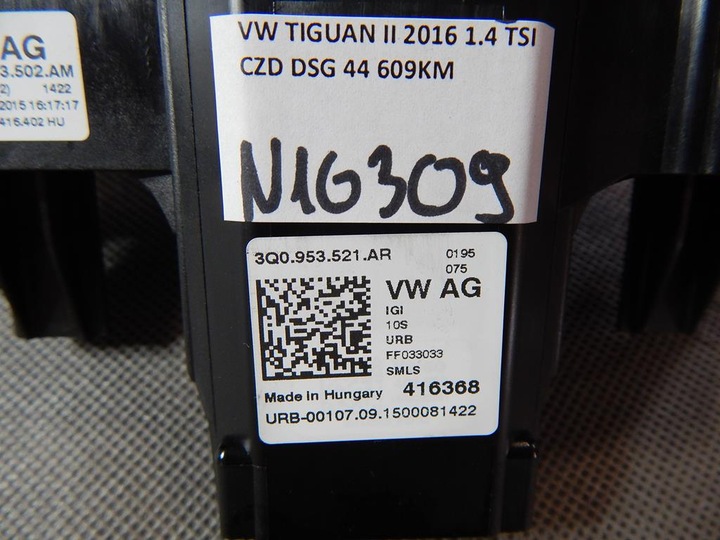 VW TIGUAN II 2016 1.4 TSI
CZD DSG 44 609KM
N16309
AG
3.502.AM
2) 1422
2015 16:17:17
416.402 HU
3Q0.953.521.AR 0195
075
VW AG
IGI
10S
URB
FF033033
SMLS
Made in Hungary 416368
URB-00107.09.1500081422